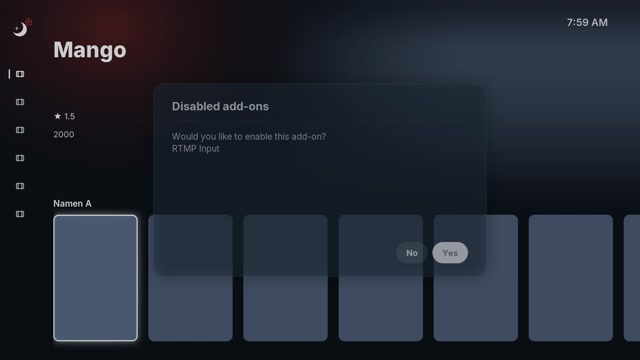 7:59 AM
Mango
★ 1.5
2000
Disabled add-ons
Would you like to enable this add-on?
RTMP Input
No
Yes
Namen A